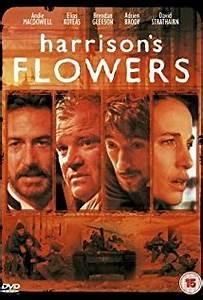 Andie Elias Brendan Adrien David
MACDOWELL KOTEAS GLEESON BRODY STRATHAIRN
harrison's
FLOWERS
DVD
15